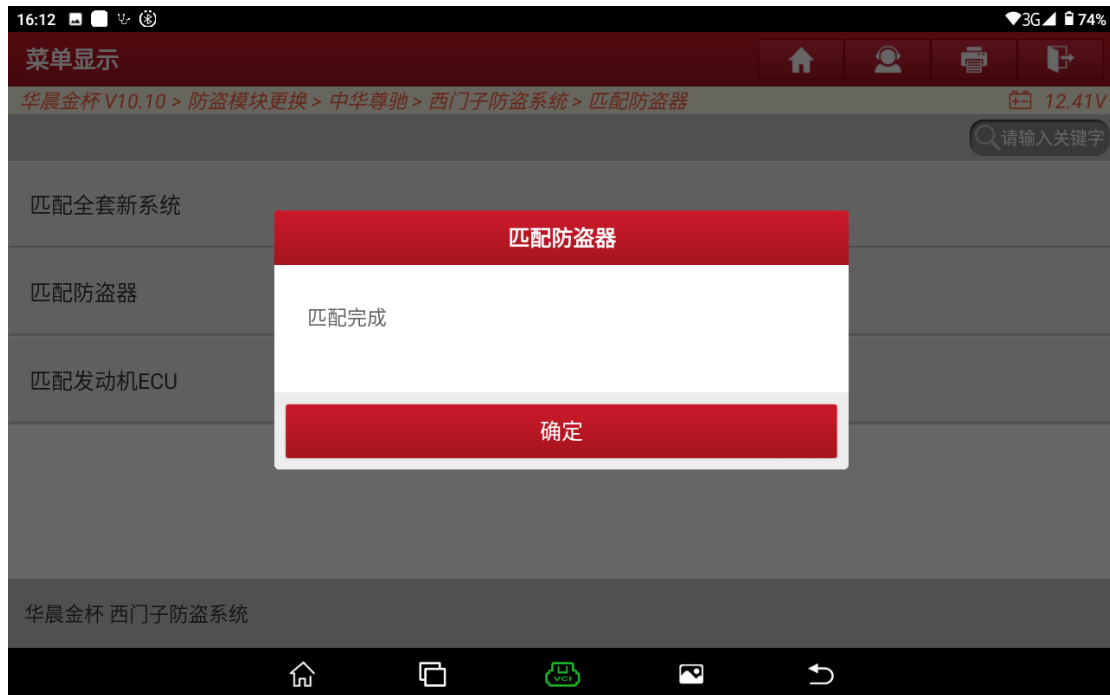 16:12 3G 74%
菜单显示
华晨金杯 V10.10 > 防盗模块更换 > 中华尊驰 > 西门子防盗系统 > 匹配防盗器 12.41V
请输入关键字
匹配全套新系统
匹配防盗器
匹配防盗器
匹配完成
匹配发动机ECU
确定
华晨金杯 西门子防盗系统
VCI